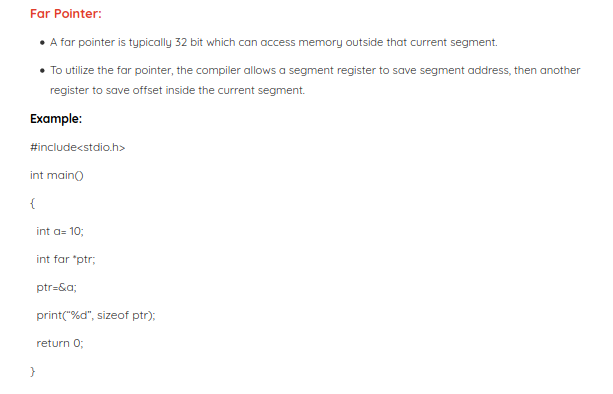 Far Pointer:
• A far pointer is typically 32 bit which can access memory outside that current segment.
• To utilize the far pointer, the compiler allows a segment register to save segment address, then another
register to save offset inside the current segment.
Example:
#include<stdio.h>
int main()
{
int a= 10;
int far *ptr;
ptr=&a;
print("%d", sizeof ptr);
return 0;
}